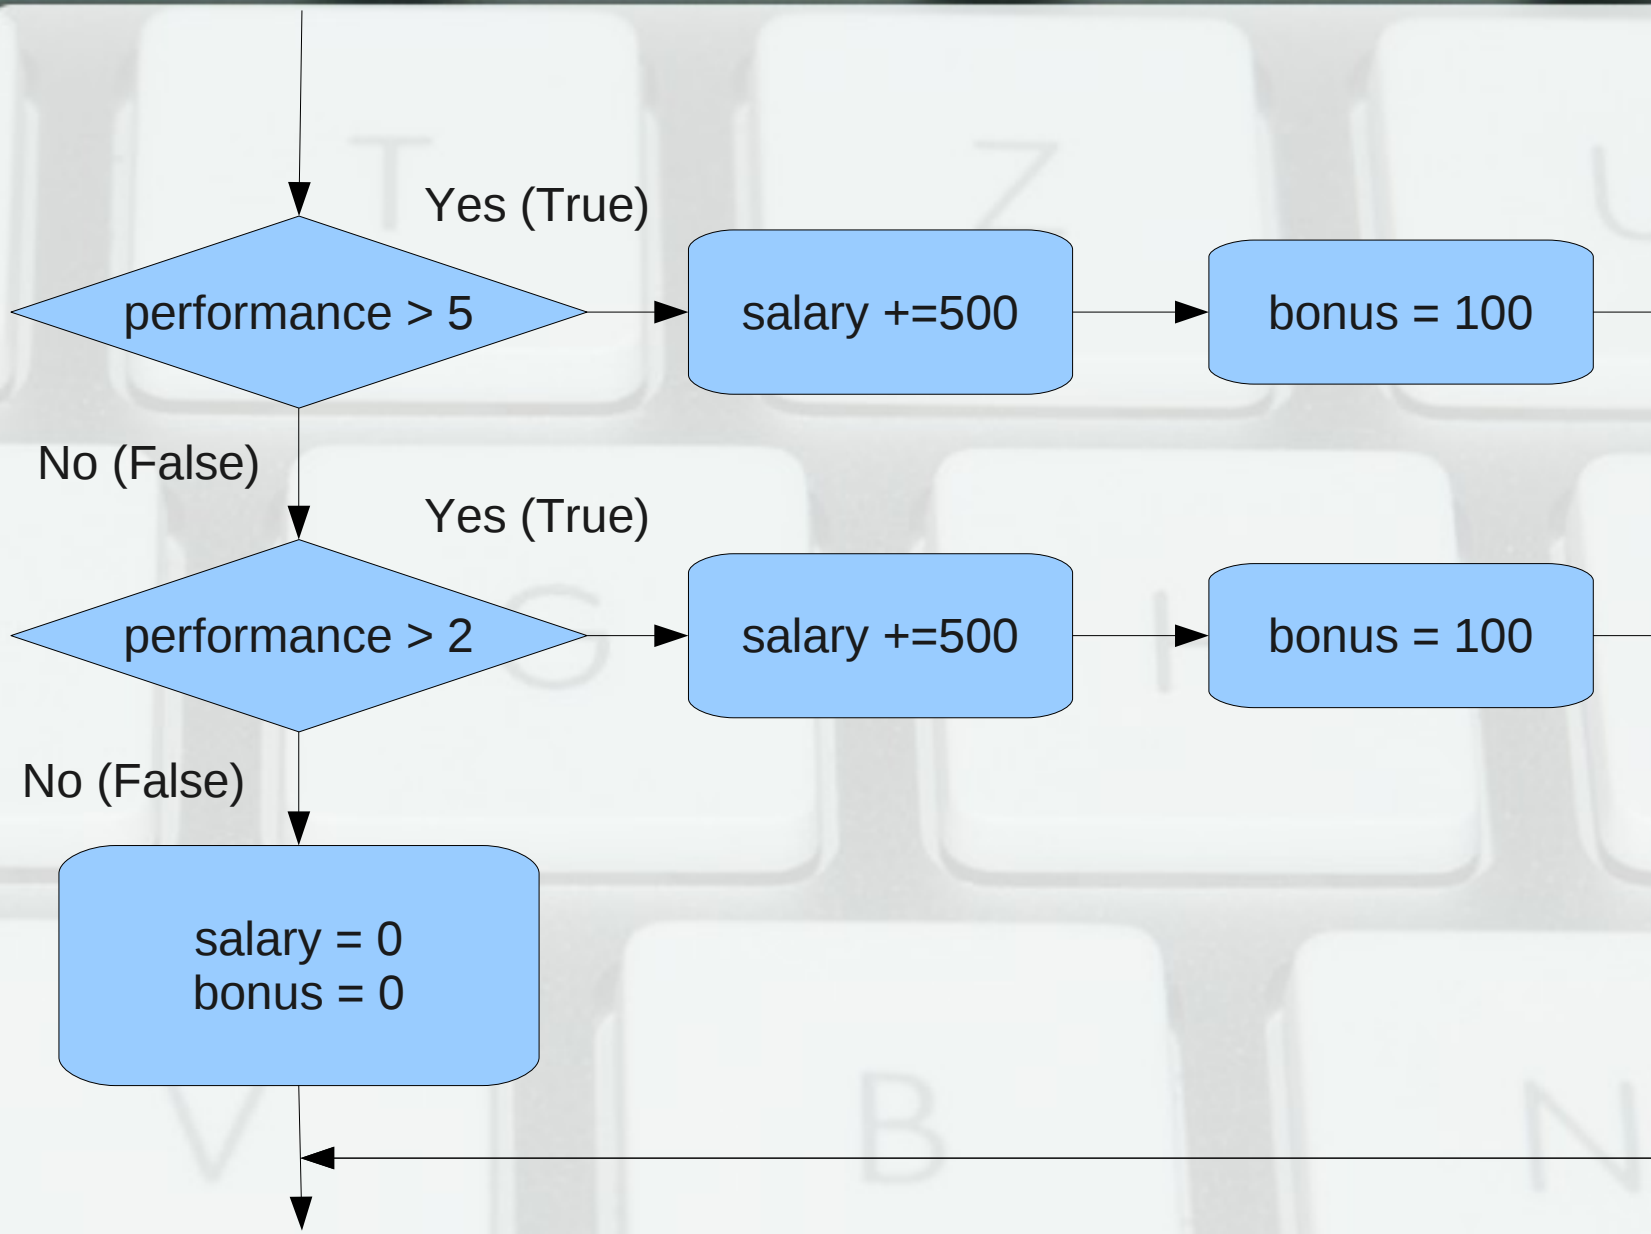 T
Z
U
Yes (True)
performance > 5
salary +=500
bonus = 100
No (False)
Yes (True)
G
performance > 2
salary +=500
bonus = 100
No (False)
salary = 0
bonus = 0
V
B
N